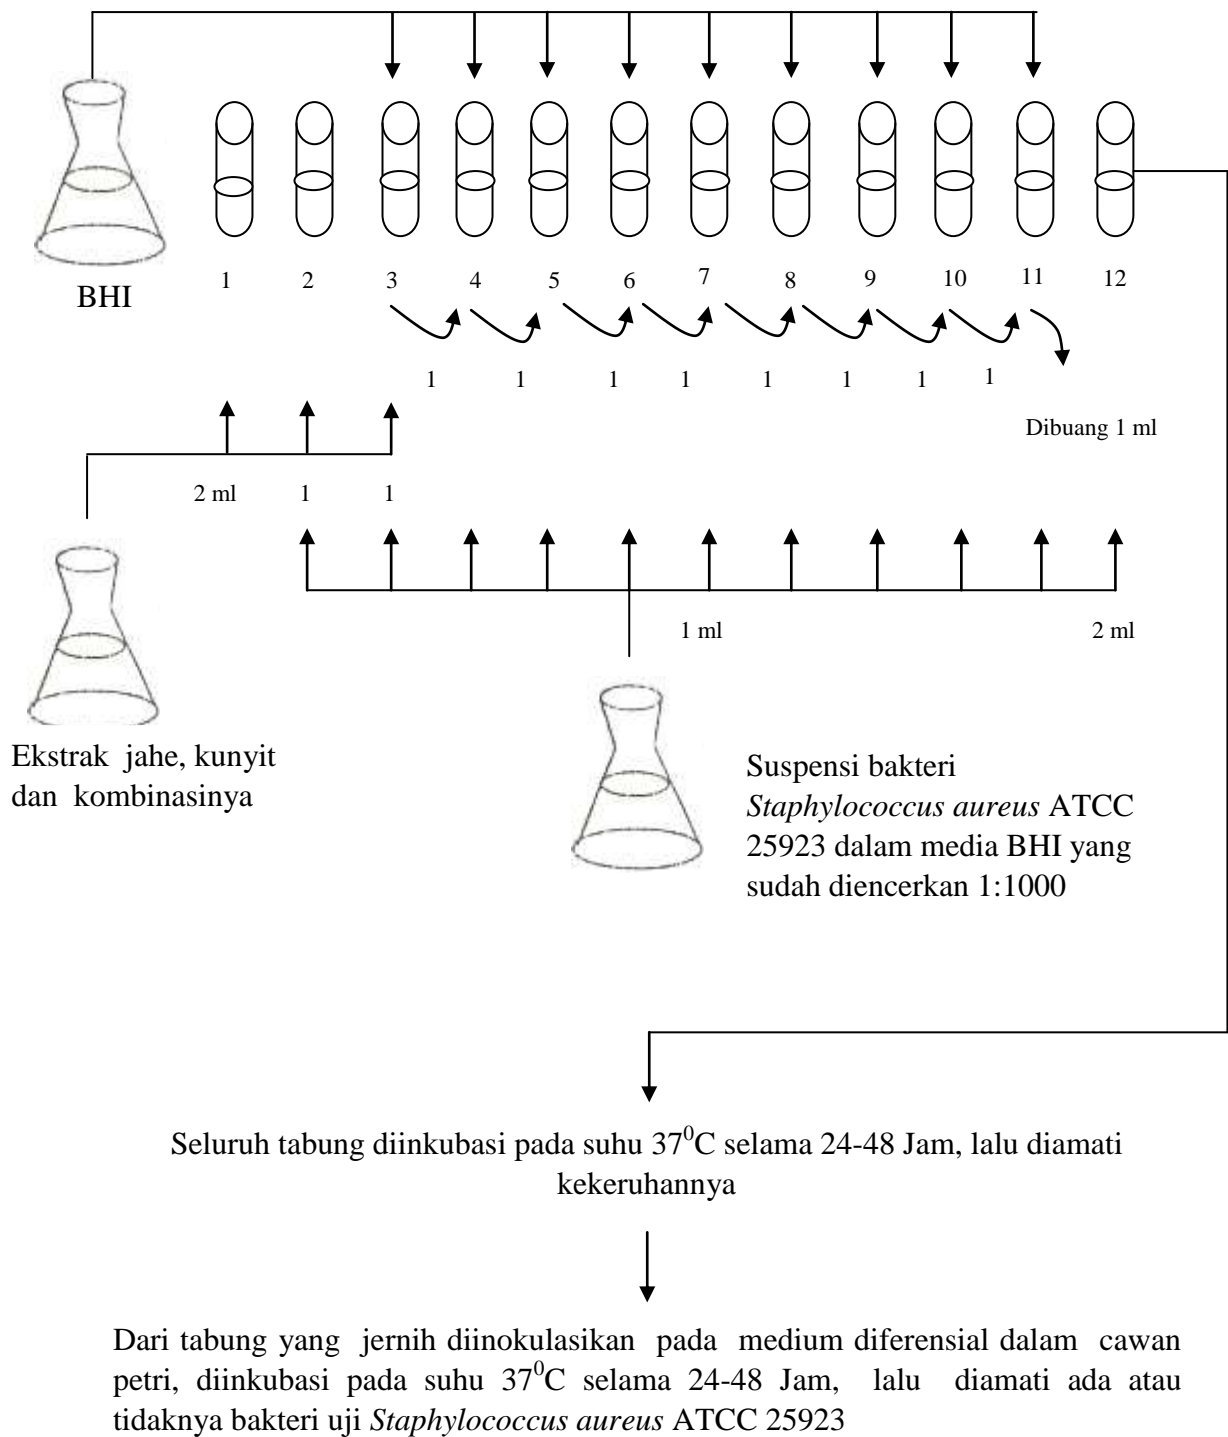 1 2 3 4 5 6 7 8 9 10 11 12
BHI
1 1 1 1 1 1 1 1
Dibuang 1 ml
2 ml 1 1
1 ml 2 ml
Ekstrak jahe, kunyit
dan kombinasinya
Suspensi bakteri
Staphylococcus aureus ATCC
25923 dalam media BHI yang
sudah diencerkan 1:1000
Seluruh tabung diinkubasi pada suhu 37⁰C selama 24-48 Jam, lalu diamati
kekeruhannya
Dari tabung yang jernih diinokulasikan pada medium diferensial dalam cawan
petri, diinkubasi pada suhu 37⁰C selama 24-48 Jam, lalu diamati ada atau
tidaknya bakteri uji Staphylococcus aureus ATCC 25923